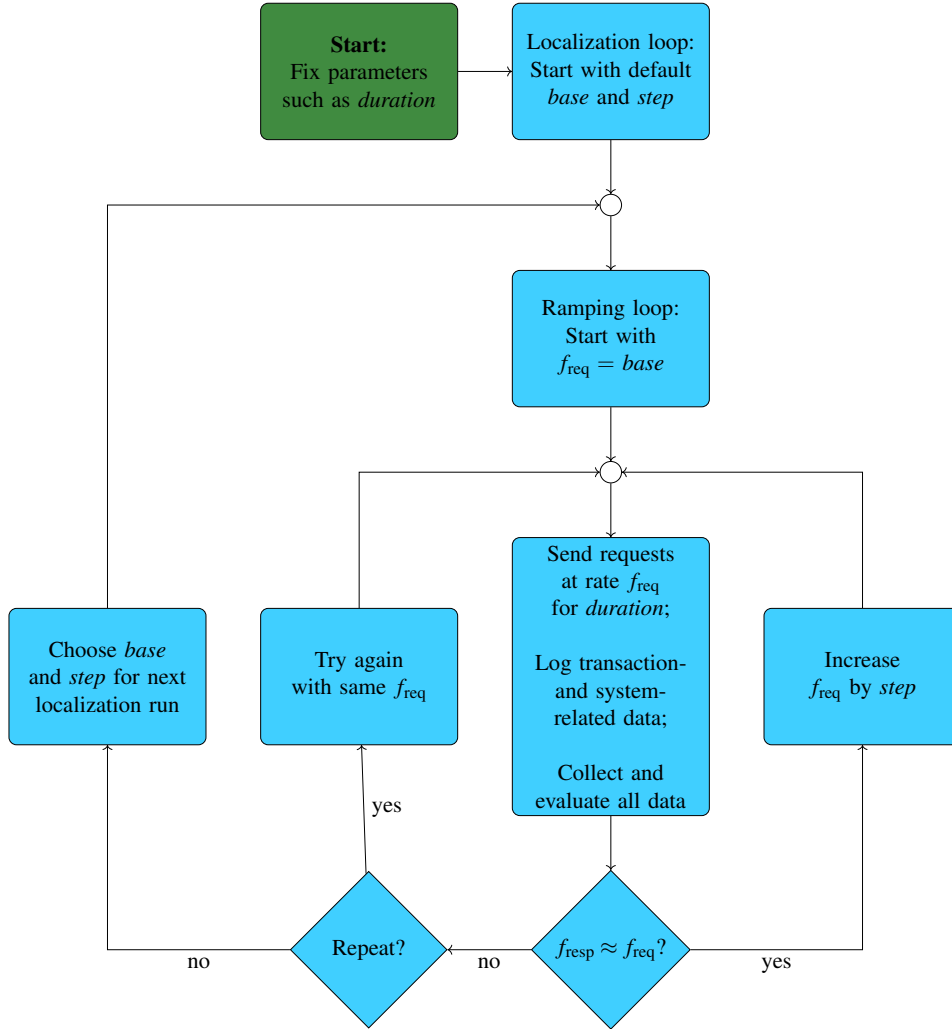 Start:
Fix parameters
such as duration
Localization loop:
Start with default
base and step
Ramping loop:
Start with
f_req = base
Send requests
at rate f_req
for duration;
Log transaction-
and system-
related data;
Collect and
evaluate all data
Choose base
and step for next
localization run
Try again
with same f_req
Increase
f_req by step
yes
Repeat?
f_resp ≈ f_req?
no
no
yes